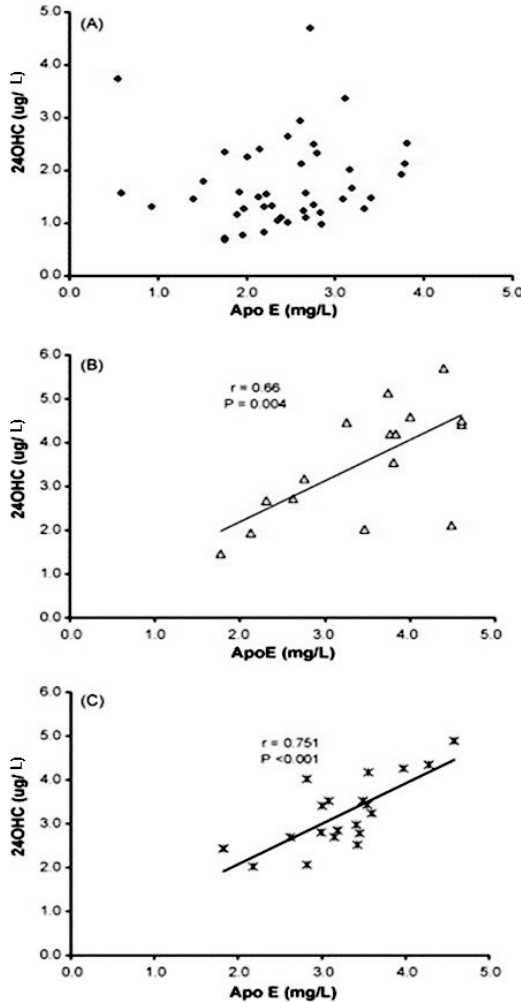 5.0
(A)
4.0
3.0
2.0
1.0
0.0
24OHC (ug/ L)
0.0 1.0 2.0 3.0 4.0 5.0
Apo E (mg/L)
6.0
(B)
r = 0.66
P = 0.004
5.0
4.0
3.0
2.0
1.0
0.0
24OHC (ug/ L)
0.0 1.0 2.0 3.0 4.0 5.0
ApoE (mg/L)
6.0
(C)
r = 0.751
P <0.001
5.0
4.0
3.0
2.0
1.0
0.0
24OHC (ug/ L)
0.0 1.0 2.0 3.0 4.0 5.0
Apo E (mg/L)